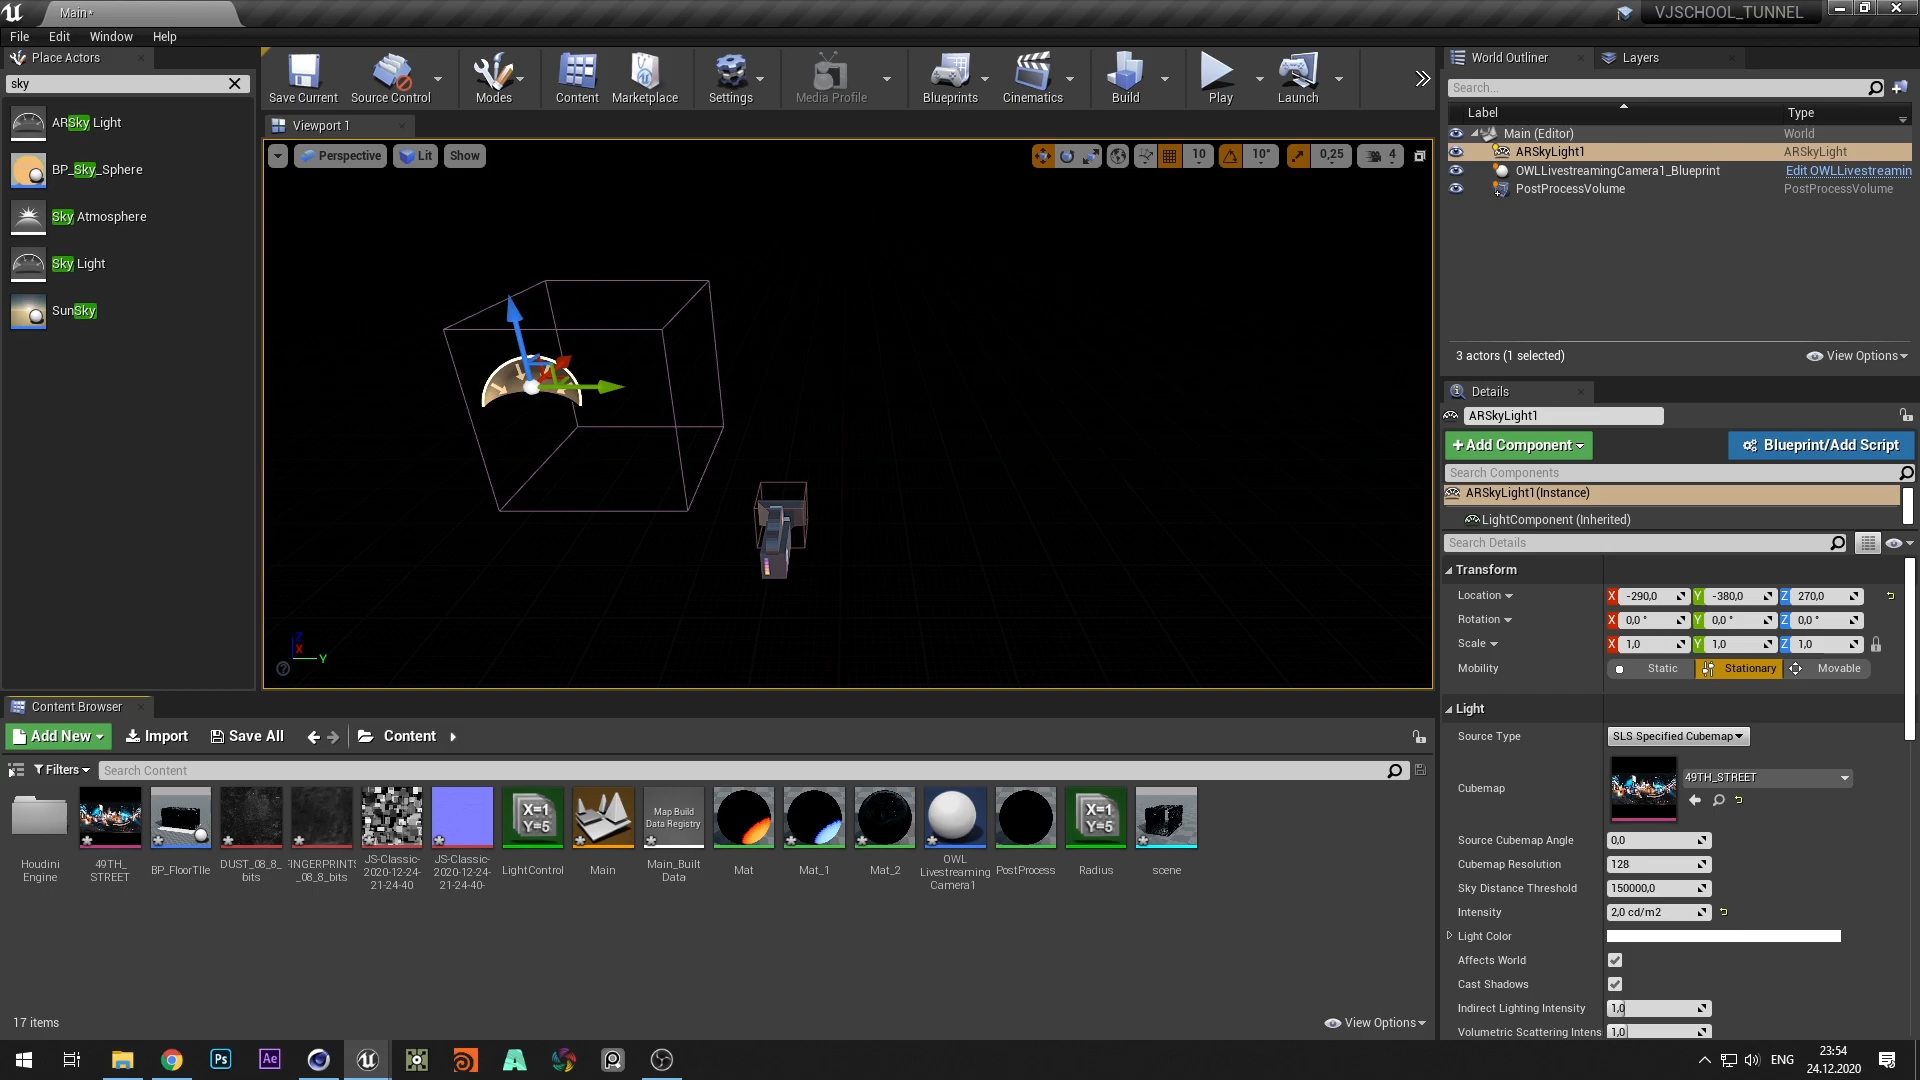 Main*
VJSCHOOL_TUNNEL
File Edit Window Help
Place Actors
sky
ARSky Light
BP_Sky_Sphere
Sky Atmosphere
Sky Light
SunSky
Save Current
Source Control
Modes
Content
Marketplace
Settings
Media Profile
Blueprints
Cinematics
Build
Play
Launch
Viewport 1
Perspective
Lit
Show
10
10°
0,25
4
Z
X
Y
World Outliner
Layers
Search...
Label
Type
Main (Editor)
World
ARSkyLight1
ARSkyLight
OWLLivestreamingCamera1_Blueprint
Edit OWLLivestreamin
PostProcessVolume
PostProcessVolume
3 actors (1 selected)
View Options
Details
ARSkyLight1
+Add Component
Blueprint/Add Script
Search Components
ARSkyLight1(Instance)
LightComponent (Inherited)
Search Details
Transform
Location
X -290,0 Y -380,0 Z 270,0
Rotation
X 0,0 ° Y 0,0 ° Z 0,0 °
Scale
X 1,0 Y 1,0 Z 1,0
Mobility
Static
Stationary
Movable
Light
Source Type
SLS Specified Cubemap
Cubemap
49TH_STREET
Source Cubemap Angle
0,0
Cubemap Resolution
128
Sky Distance Threshold
150000,0
Intensity
2,0 cd/m2
Light Color
Affects World
Cast Shadows
Indirect Lighting Intensity
1,0
Volumetric Scattering Intens
1,0
Content Browser
Add New
Import
Save All
Content
Filters
Search Content
Houdini
Engine
49TH_
STREET
BP_FloorTIle
DUST_08_8_
bits
FINGERPRINTS
_08_8_bits
JS-Classic-
2020-12-24-
21-24-40
JS-Classic-
2020-12-24-
21-24-40-
X=1
Y=5
LightControl
Main
Map Build
Data Registry
Main_Built
Data
Mat
Mat_1
Mat_2
OWL
Livestreaming
Camera1
PostProcess
X=1
Y=5
Radius
scene
17 items
View Options
Ps
Ae
ENG
23:54
24.12.2020